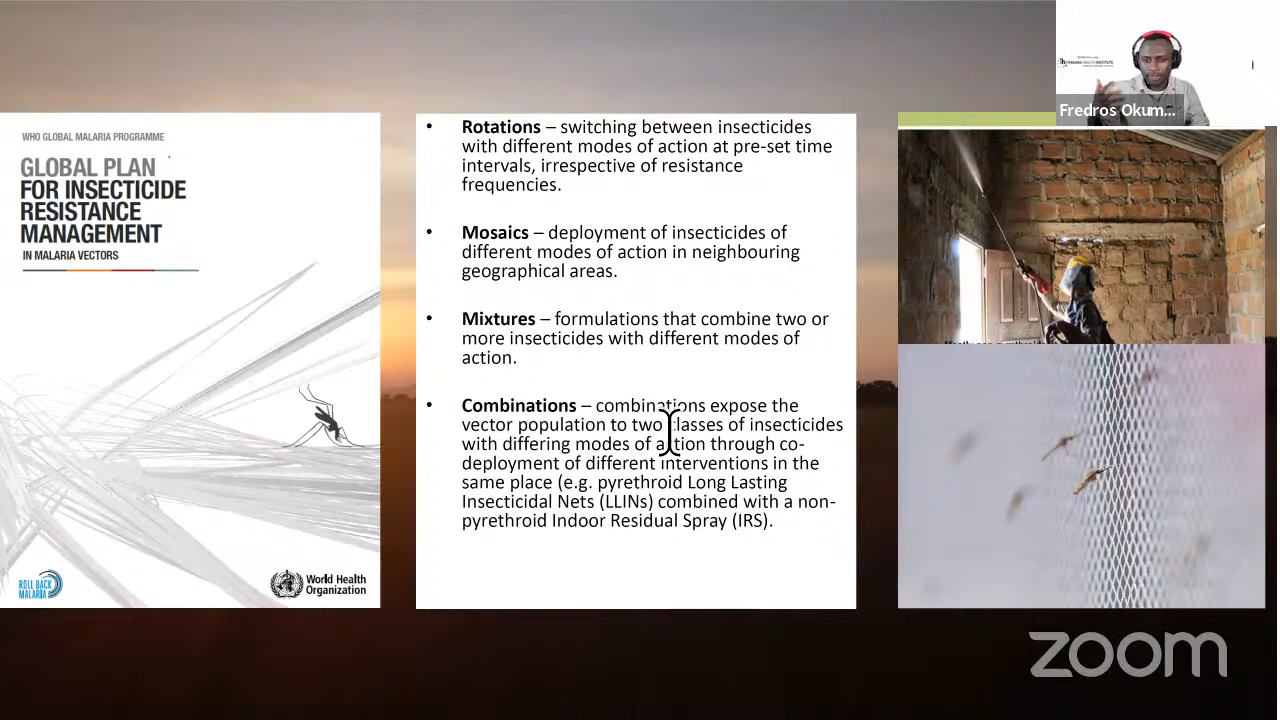 WHO GLOBAL MALARIA PROGRAMME
GLOBAL PLAN
FOR INSECTICIDE
RESISTANCE
MANAGEMENT
IN MALARIA VECTORS
ROLL BACK
MALARIA
World Health
Organization
• Rotations – switching between insecticides
with different modes of action at pre-set time
intervals, irrespective of resistance
frequencies.
• Mosaics – deployment of insecticides of
different modes of action in neighbouring
geographical areas.
• Mixtures – formulations that combine two or
more insecticides with different modes of
action.
• Combinations – combinations expose the
vector population to two classes of insecticides
with differing modes of action through co-
deployment of different interventions in the
same place (e.g. pyrethroid Long Lasting
Insecticidal Nets (LLINs) combined with a non-
pyrethroid Indoor Residual Spray (IRS).
Fredros Okum...
zoom